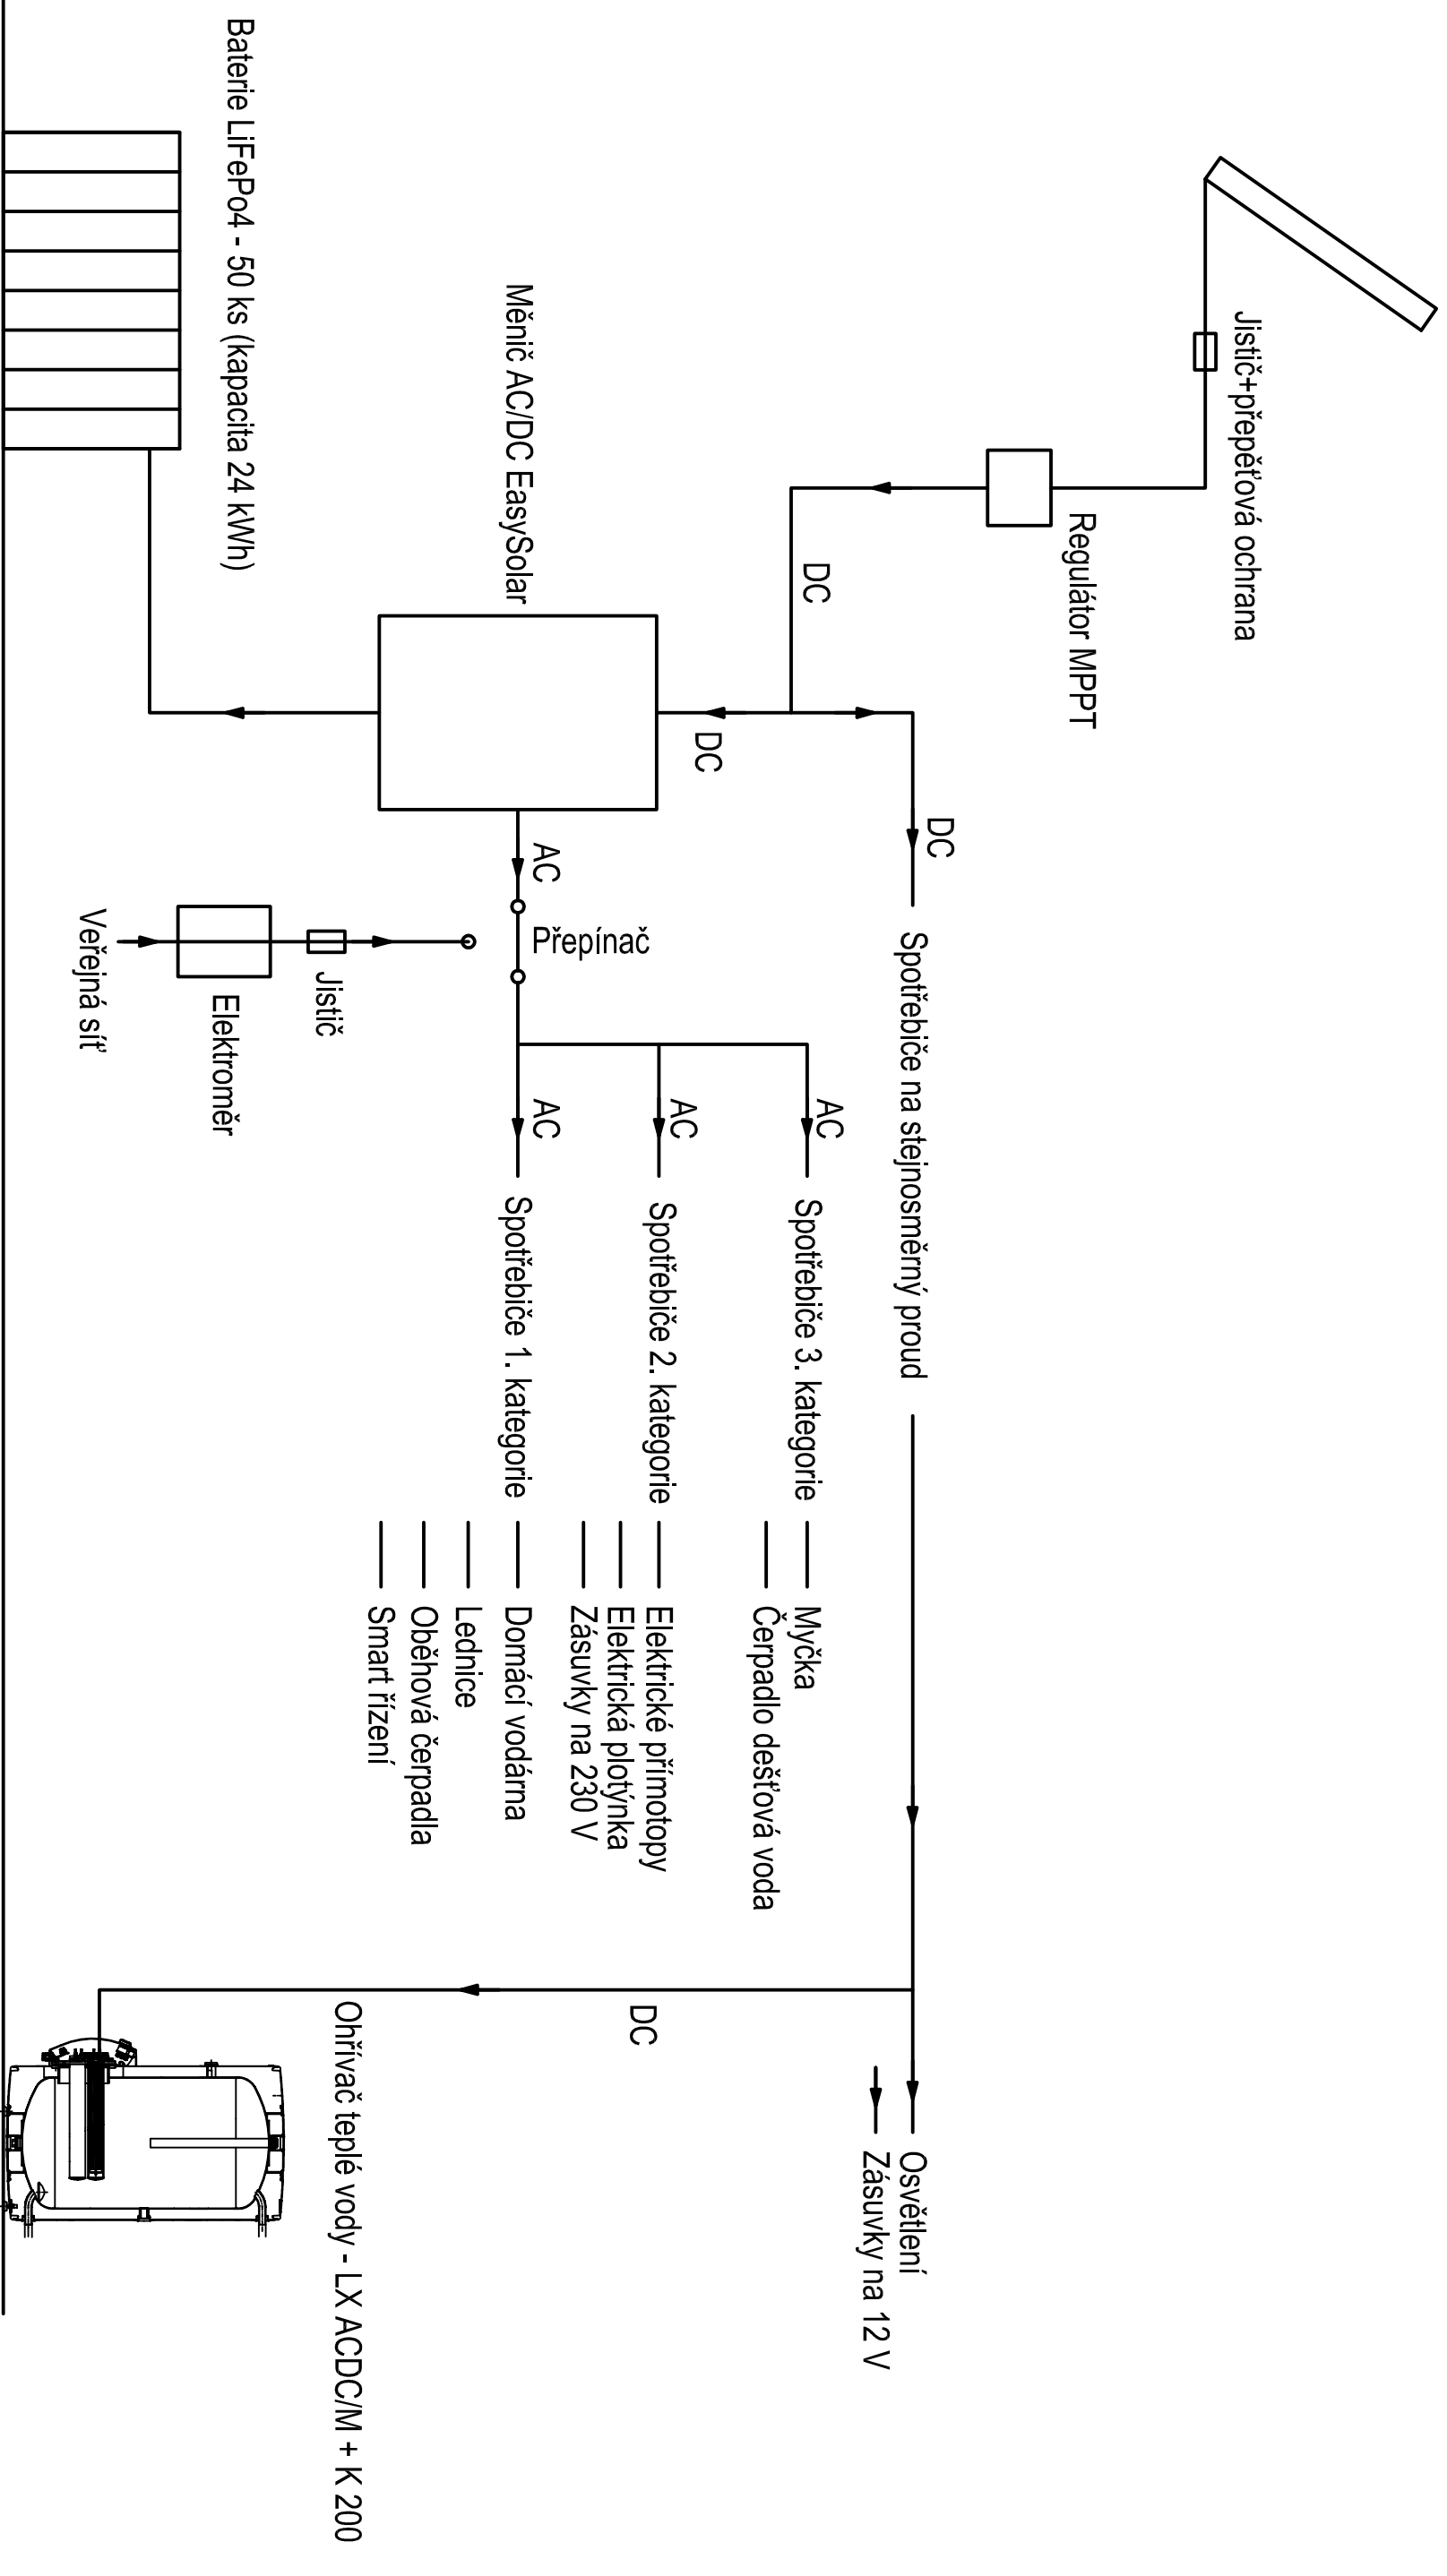 Jistič+přepěťová ochrana
Regulátor MPPT
DC
DC
DC
Spotřebiče na stejnosměrný proud
Osvětlení
Zásuvky na 12 V
Měnič AC/DC EasySolar
AC
Přepínač
AC
Spotřebiče 3. kategorie
Myčka
Čerpadlo dešťová voda
AC
Spotřebiče 2. kategorie
Elektrické přímotopy
Elektrická plotýnka
Zásuvky na 230 V
AC
Spotřebiče 1. kategorie
Domácí vodárna
Lednice
Oběhová čerpadla
Smart řízení
DC
Jistič
Elektroměr
Veřejná síť
Baterie LiFePo4 - 50 ks (kapacita 24 kWh)
Ohřívač teplé vody - LX ACDC/M + K 200